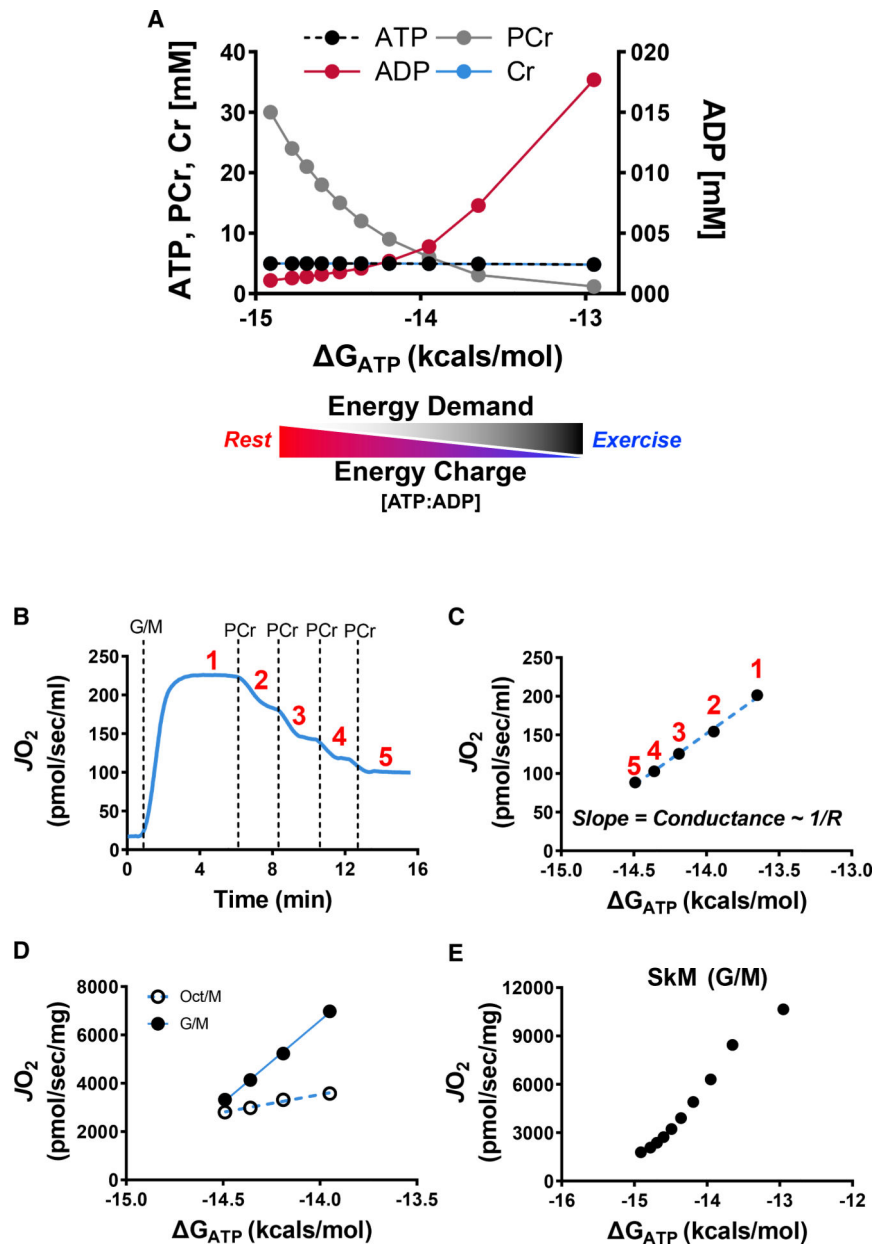 A
ATP PCr
ADP Cr
ATP, PCr, Cr [mM]
40
30
20
10
0
020
015
010
005
000
ADP [mM]
-15 -14 -13
ΔGATP (kcals/mol)
Energy Demand
Rest Exercise
Energy Charge
[ATP:ADP]
B
G/M PCr PCr PCr PCr
JO2
(pmol/sec/ml)
250
200
150
100
50
0
1
2
3
4
5
0 4 8 12 16
Time (min)
C
JO2
(pmol/sec/ml)
250
200
150
100
50
0
1
2
3
4
5
Slope = Conductance ~ 1/R
-15.0 -14.5 -14.0 -13.5 -13.0
ΔGATP (kcals/mol)
D
Oct/M
G/M
JO2
(pmol/sec/mg)
8000
6000
4000
2000
0
-15.0 -14.5 -14.0 -13.5
ΔGATP (kcals/mol)
E
SkM (G/M)
JO2
(pmol/sec/mg)
12000
9000
6000
3000
0
-16 -15 -14 -13 -12
ΔGATP (kcals/mol)